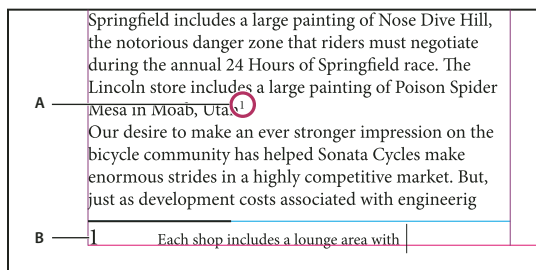 Springfield includes a large painting of Nose Dive Hill,
the notorious danger zone that riders must negotiate
during the annual 24 Hours of Springfield race. The
Lincoln store includes a large painting of Poison Spider
A Mesa in Moab, Utah1
Our desire to make an ever stronger impression on the
bicycle community has helped Sonata Cycles make
enormous strides in a highly competitive market. But,
just as development costs associated with engineerig
B 1 Each shop includes a lounge area with